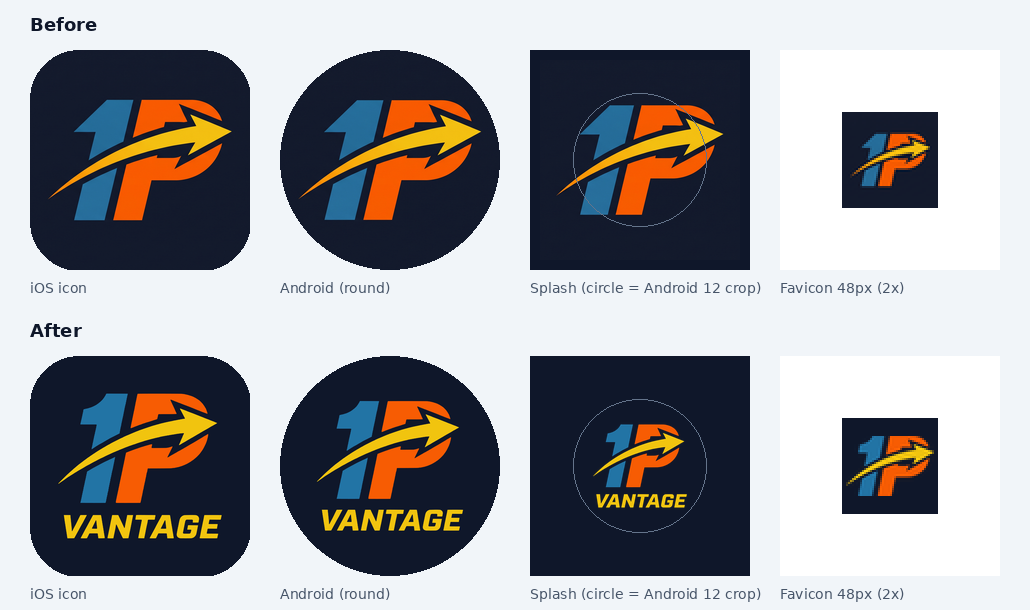 Before
1P
1P
1P
1P
iOS icon
Android (round)
Splash (circle = Android 12 crop)
Favicon 48px (2x)
After
1P
VANTAGE
1P
VANTAGE
1P
VANTAGE
1P
iOS icon
Android (round)
Splash (circle = Android 12 crop)
Favicon 48px (2x)